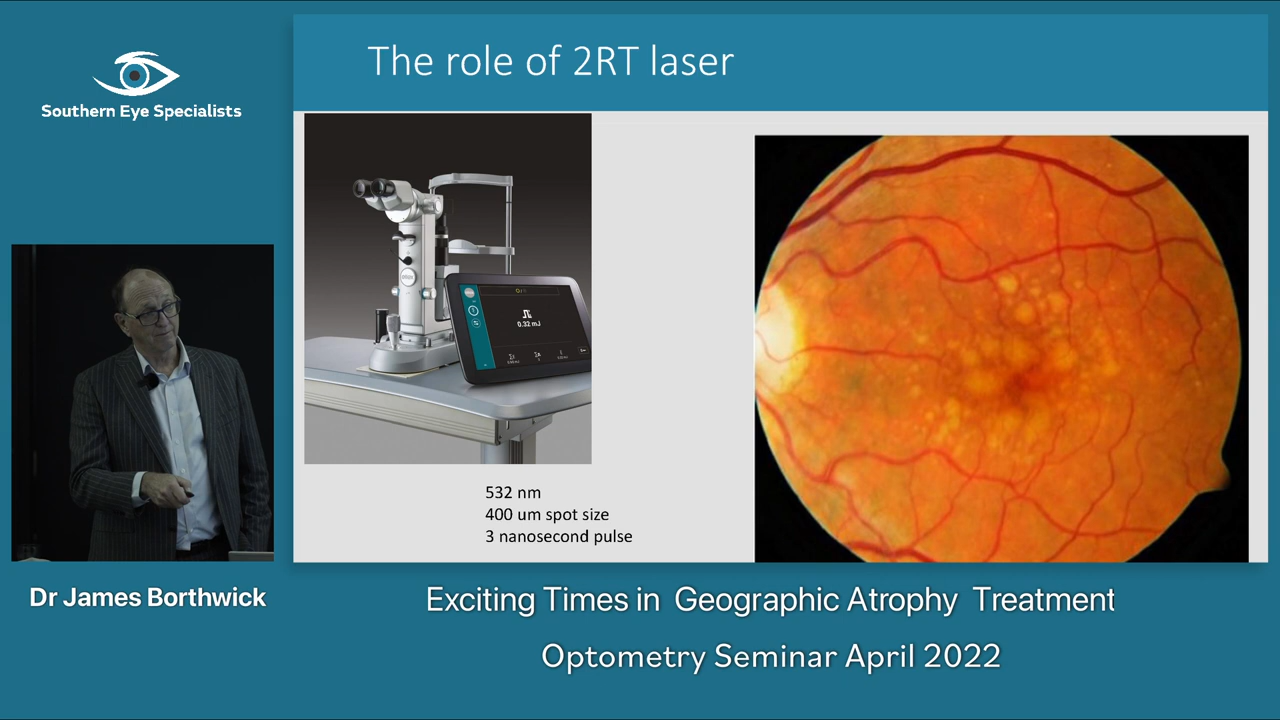 Southern Eye Specialists
The role of 2RT laser
0.32 mJ
532 nm
400 um spot size
3 nanosecond pulse
Dr James Borthwick
Exciting Times in Geographic Atrophy Treatment
Optometry Seminar April 2022